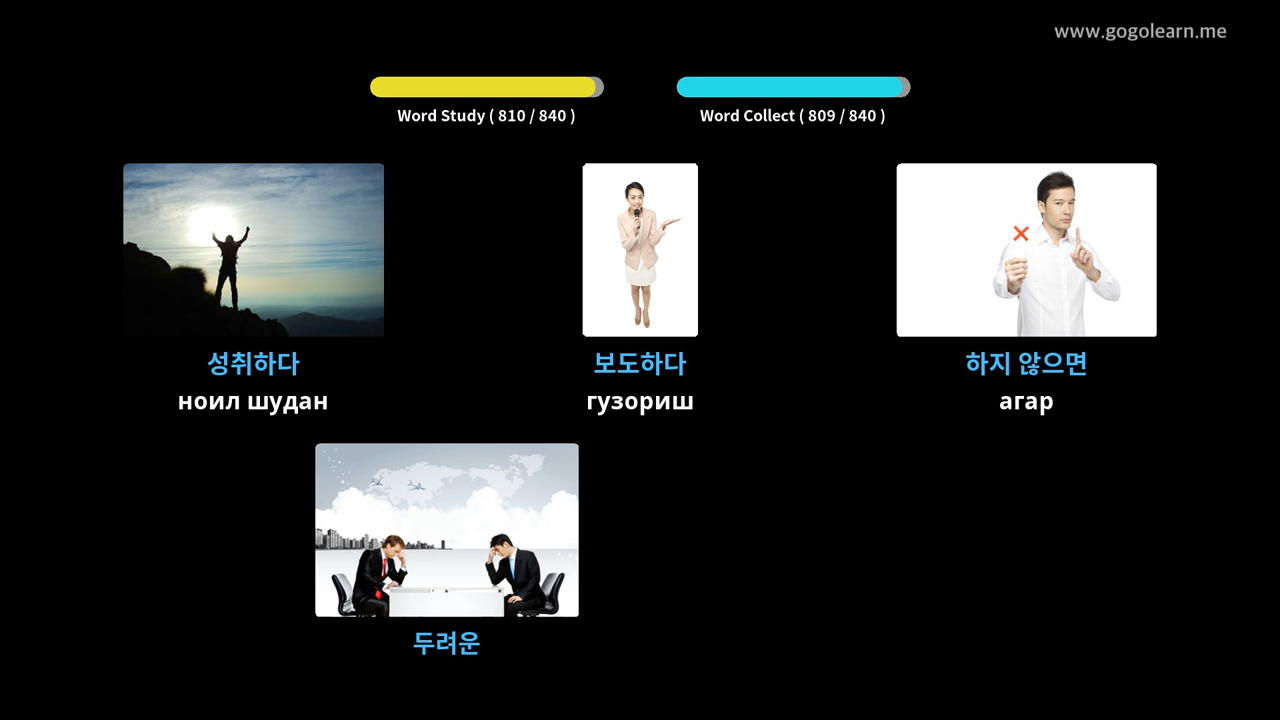 www.gogolearn.me
Word Study ( 810 / 840 )
Word Collect ( 809 / 840 )
성취하다
ноил шудан
보도하다
гузориш
하지 않으면
агар
두려운